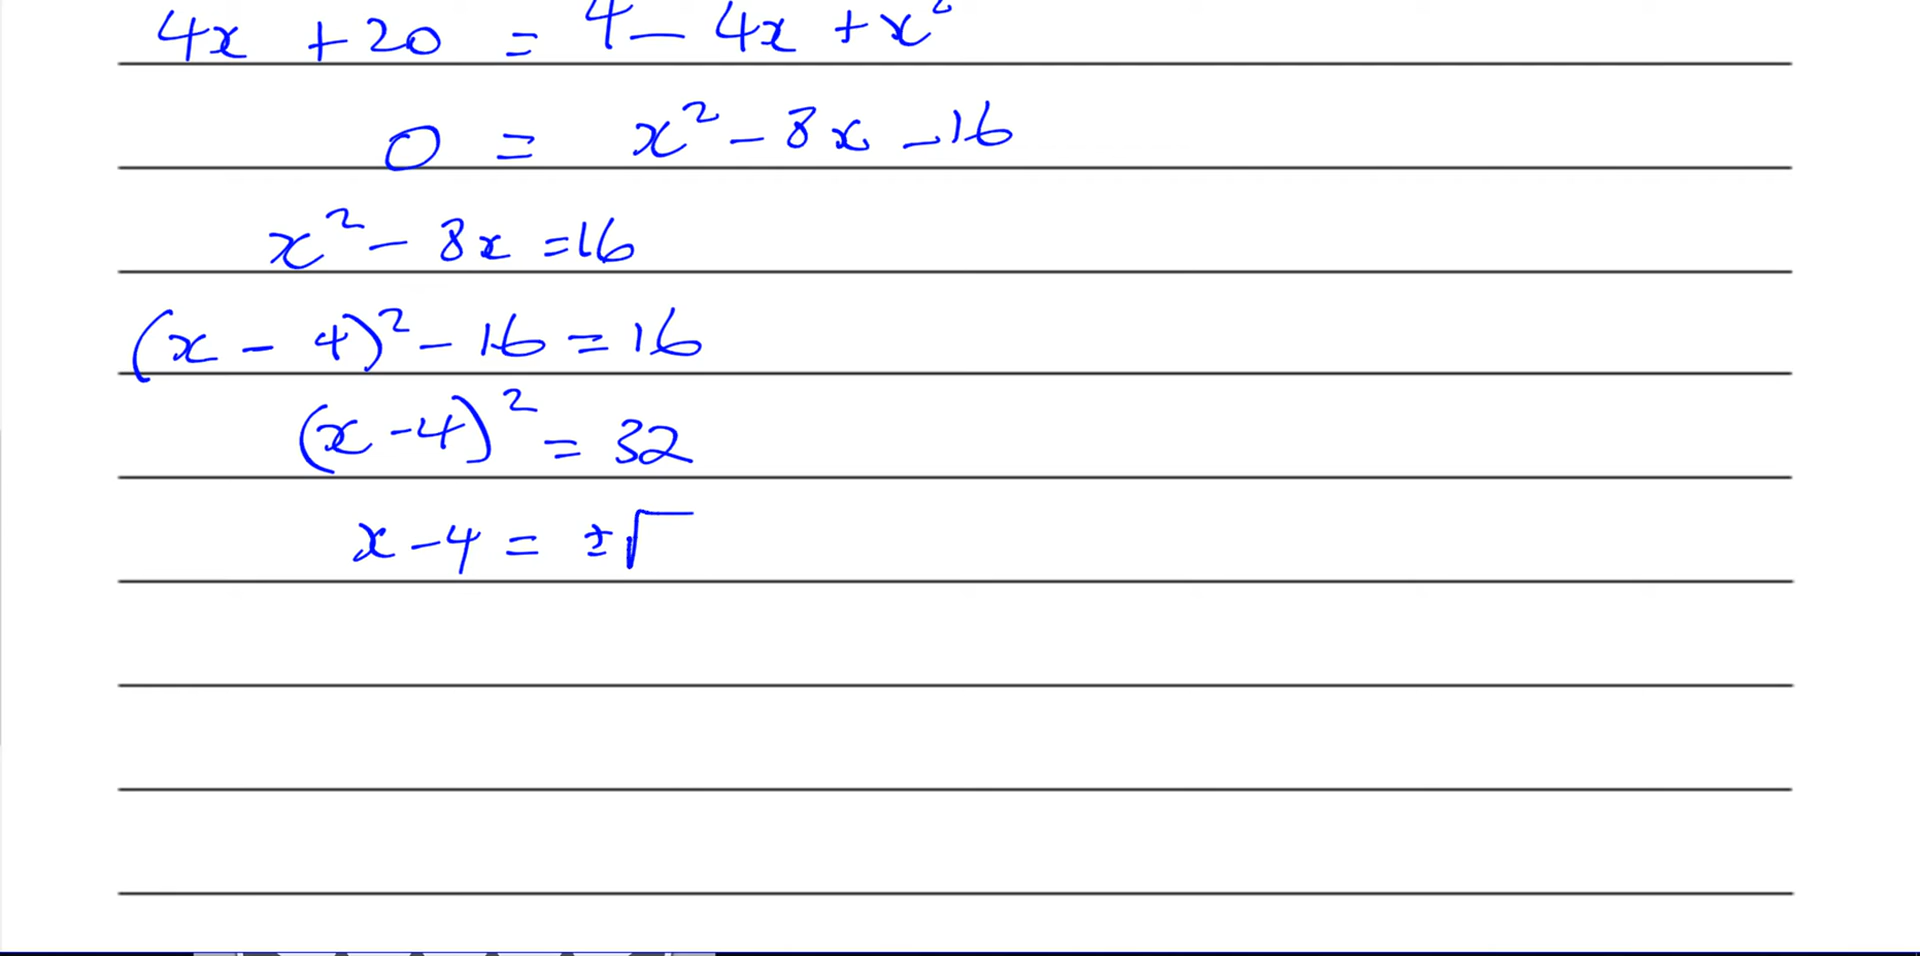 4x + 20 = 4 - 4x + x²
0 = x² - 8x - 16
x² - 8x = 16
(x - 4)² - 16 = 16
(x - 4)² = 32
x - 4 = ±√